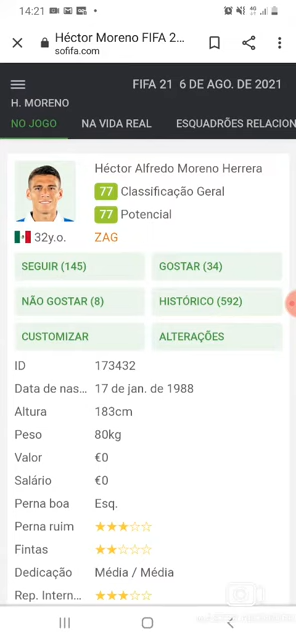 14:21
Héctor Moreno FIFA 2...
sofifa.com
FIFA 21 6 DE AGO. DE 2021
H. MORENO
NO JOGO NA VIDA REAL ESQUADRÕES RELACION
Héctor Alfredo Moreno Herrera
77 Classificação Geral
77 Potencial
32y.o. ZAG
SEGUIR (145) GOSTAR (34)
NÃO GOSTAR (8) HISTÓRICO (592)
CUSTOMIZAR ALTERAÇÕES
ID 173432
Data de nas... 17 de jan. de 1988
Altura 183cm
Peso 80kg
Valor €0
Salário €0
Perna boa Esq.
Perna ruim ★★★☆☆
Fintas ★★☆☆☆
Dedicação Média / Média
Rep. Intern... ★★★☆☆